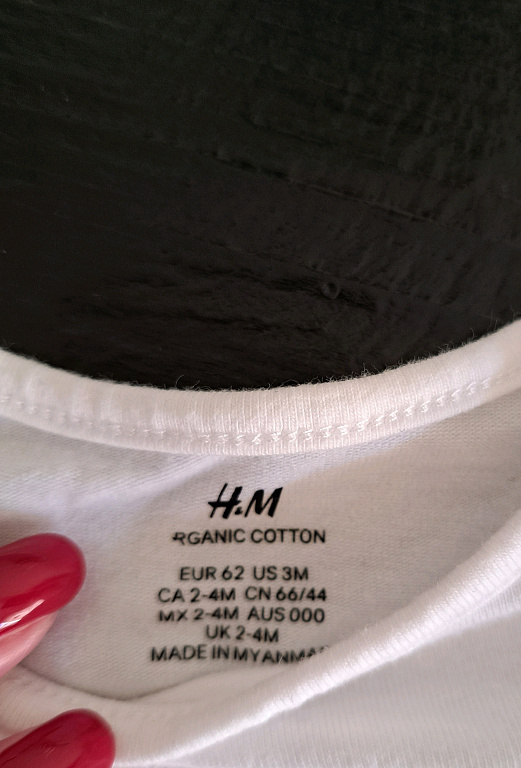 H&M
RGANIC COTTON
EUR 62 US 3M
CA 2-4M CN 66/44
MX 2-4M AUS 000
UK 2-4M
MADE IN MYANMA